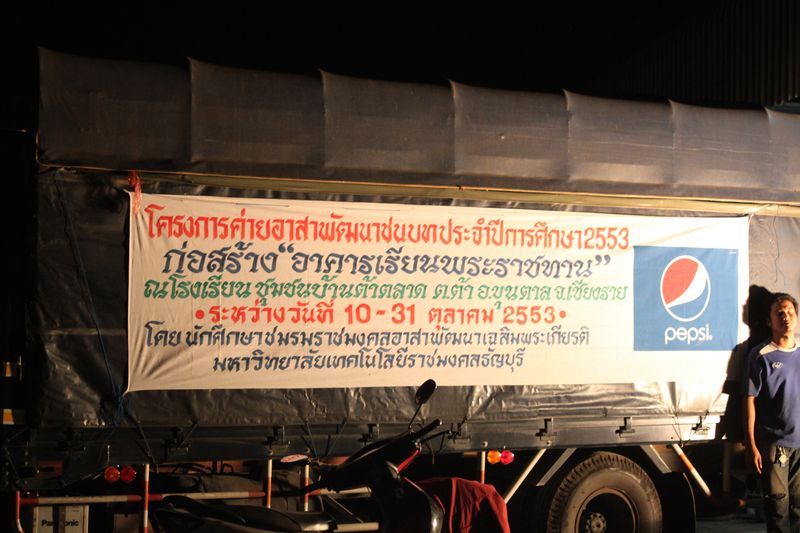 โครงการค่ายอาสาพัฒนาชนบทประจำปีการศึกษา2553
ก่อสร้าง"อาคารเรียนพระราชทาน"
ณโรงเรียน ชุมชนบ้านต้าตลาด ต.ต้า อ.ขุนตาล จ.เชียงราย
•ระหว่างวันที่ 10-31 ตุลาคม 2553•
โดย นักศึกษาชมรมราชมงคลอาสาพัฒนาเฉลิมพระเกียรติ
มหาวิทยาลัยเทคโนโลยีราชมงคลธัญบุรี
pepsi
Panasonic